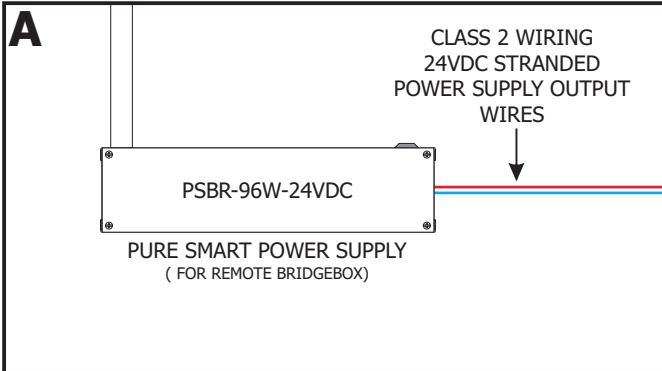 A
CLASS 2 WIRING
24VDC STRANDED
POWER SUPPLY OUTPUT
WIRES
PSBR-96W-24VDC
PURE SMART POWER SUPPLY
( FOR REMOTE BRIDGEBOX)